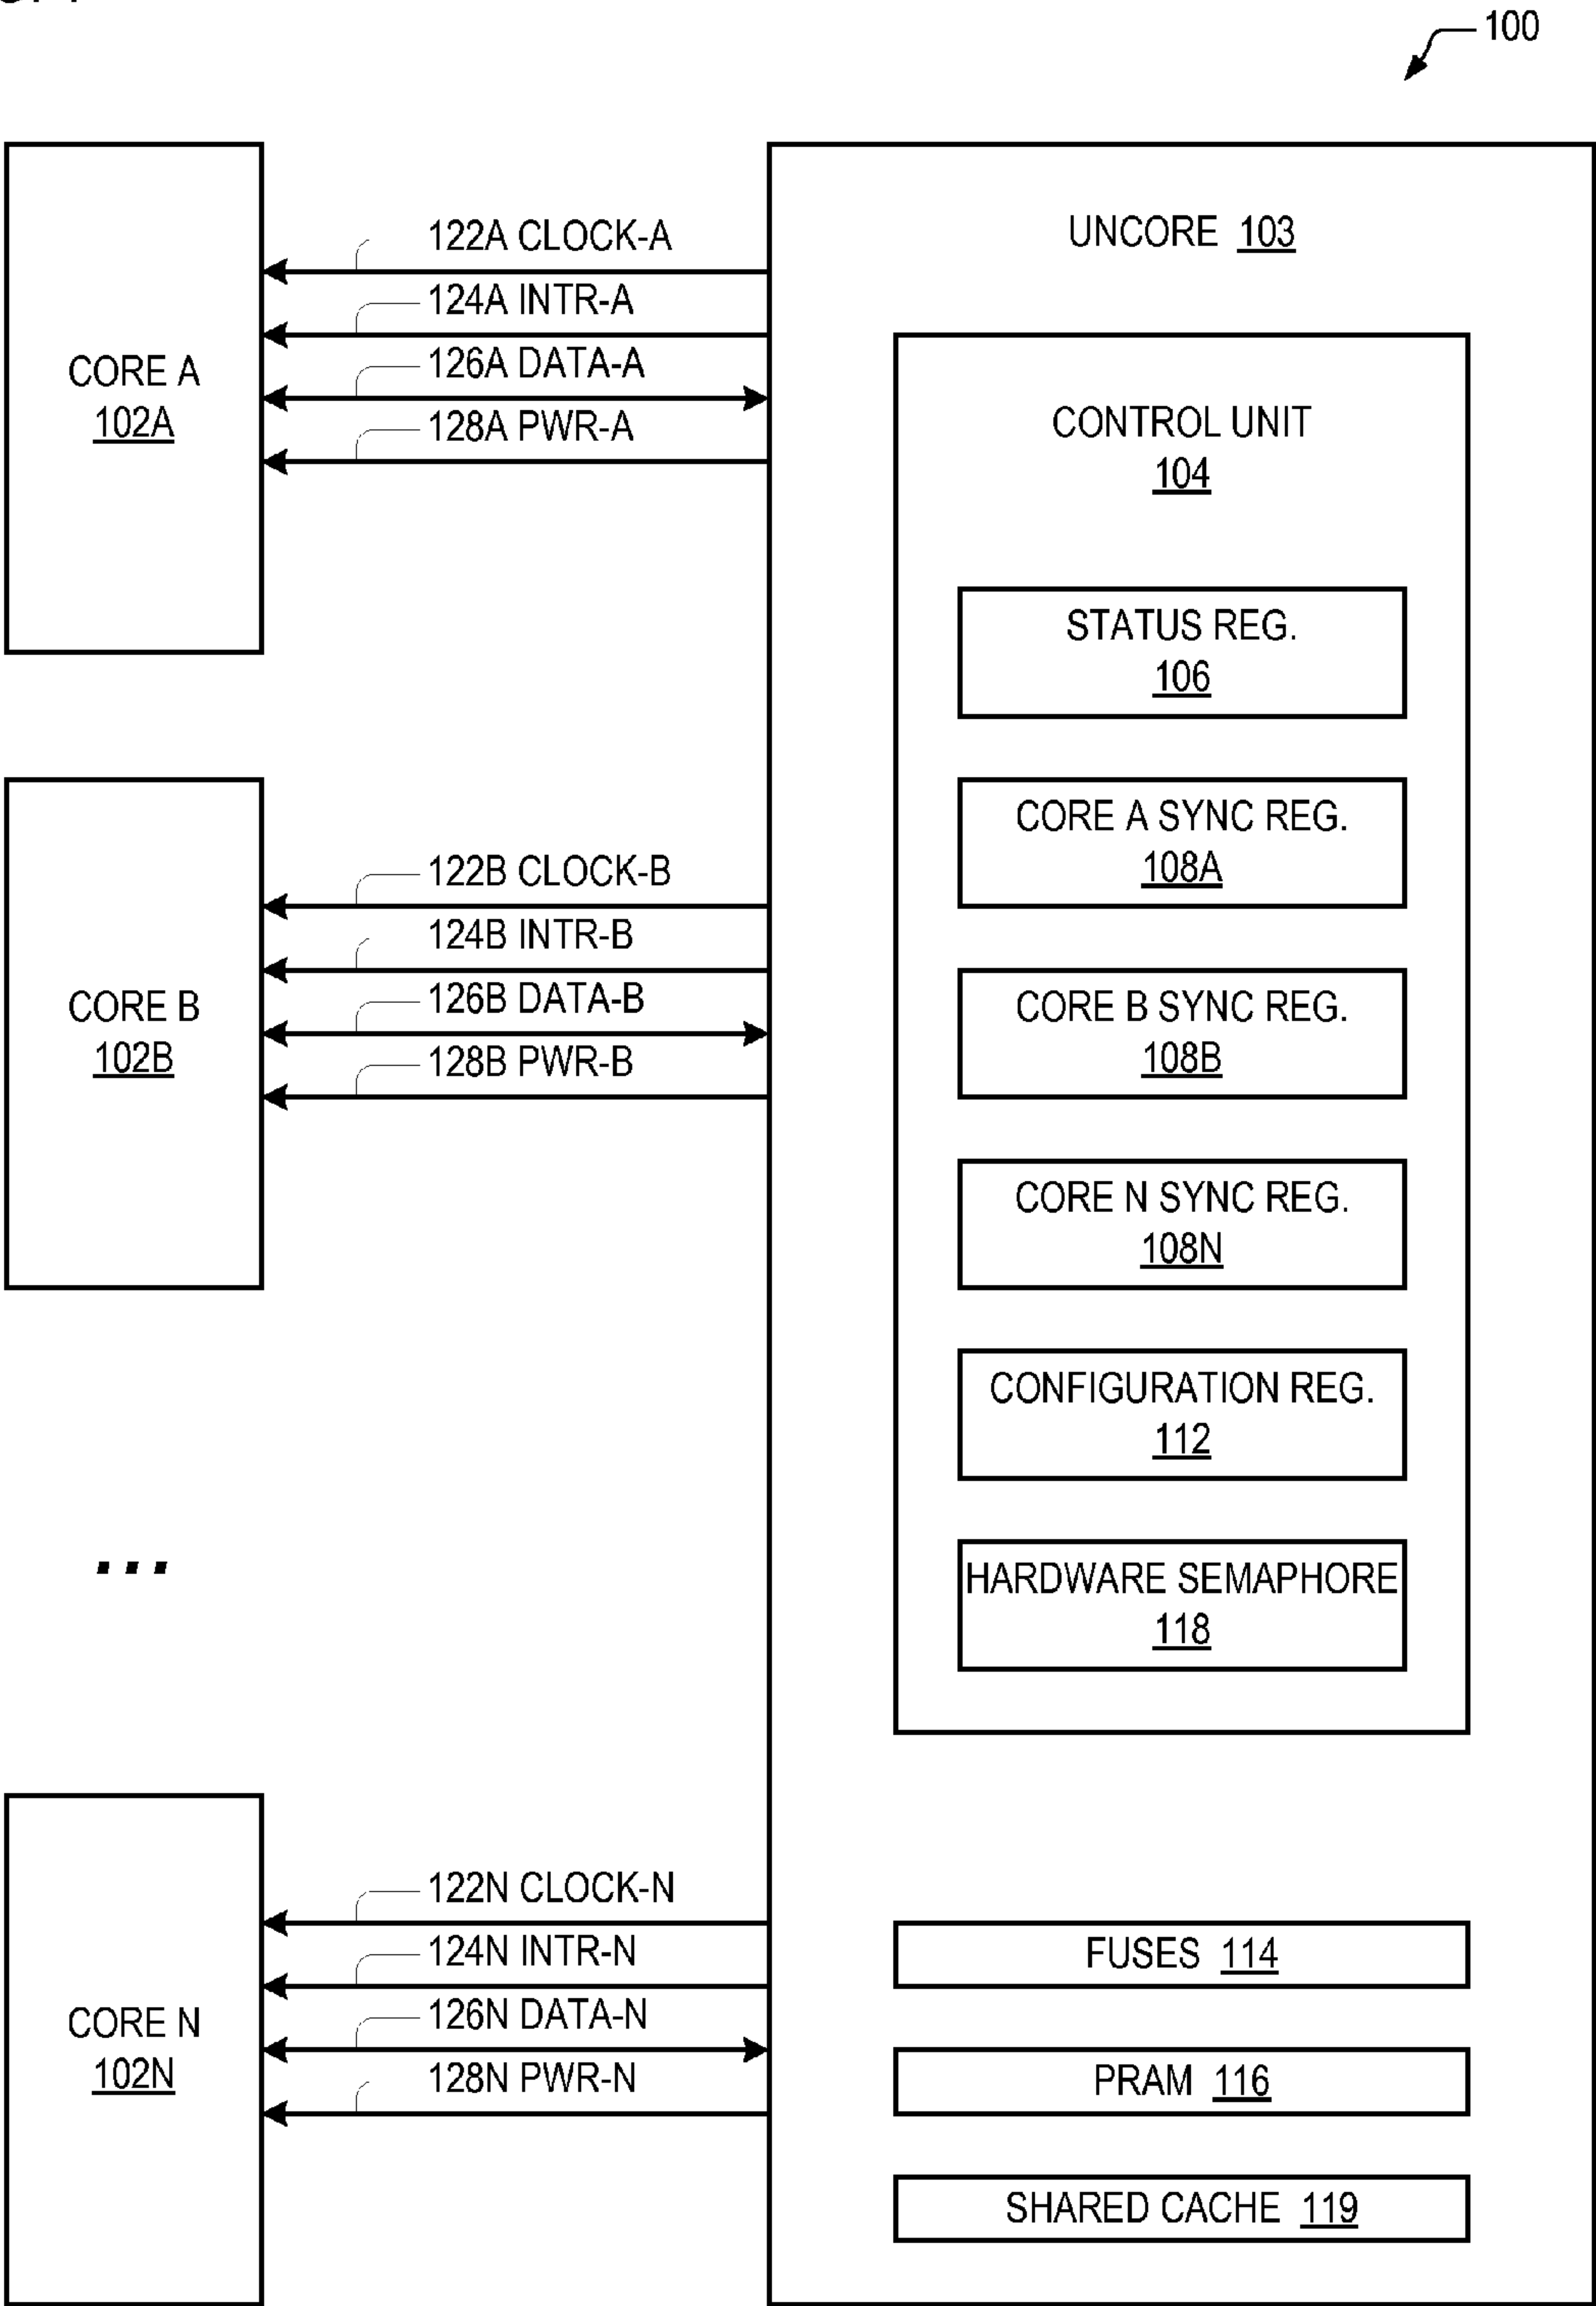 100
UNCORE 103
122A CLOCK-A
124A INTR-A
126A DATA-A
128A PWR-A
CORE A
102A
CONTROL UNIT
104
STATUS REG.
106
CORE A SYNC REG.
108A
122B CLOCK-B
124B INTR-B
126B DATA-B
128B PWR-B
CORE B
102B
CORE B SYNC REG.
108B
CORE N SYNC REG.
108N
CONFIGURATION REG.
112
...
HARDWARE SEMAPHORE
118
122N CLOCK-N
124N INTR-N
126N DATA-N
128N PWR-N
CORE N
102N
FUSES 114
PRAM 116
SHARED CACHE 119